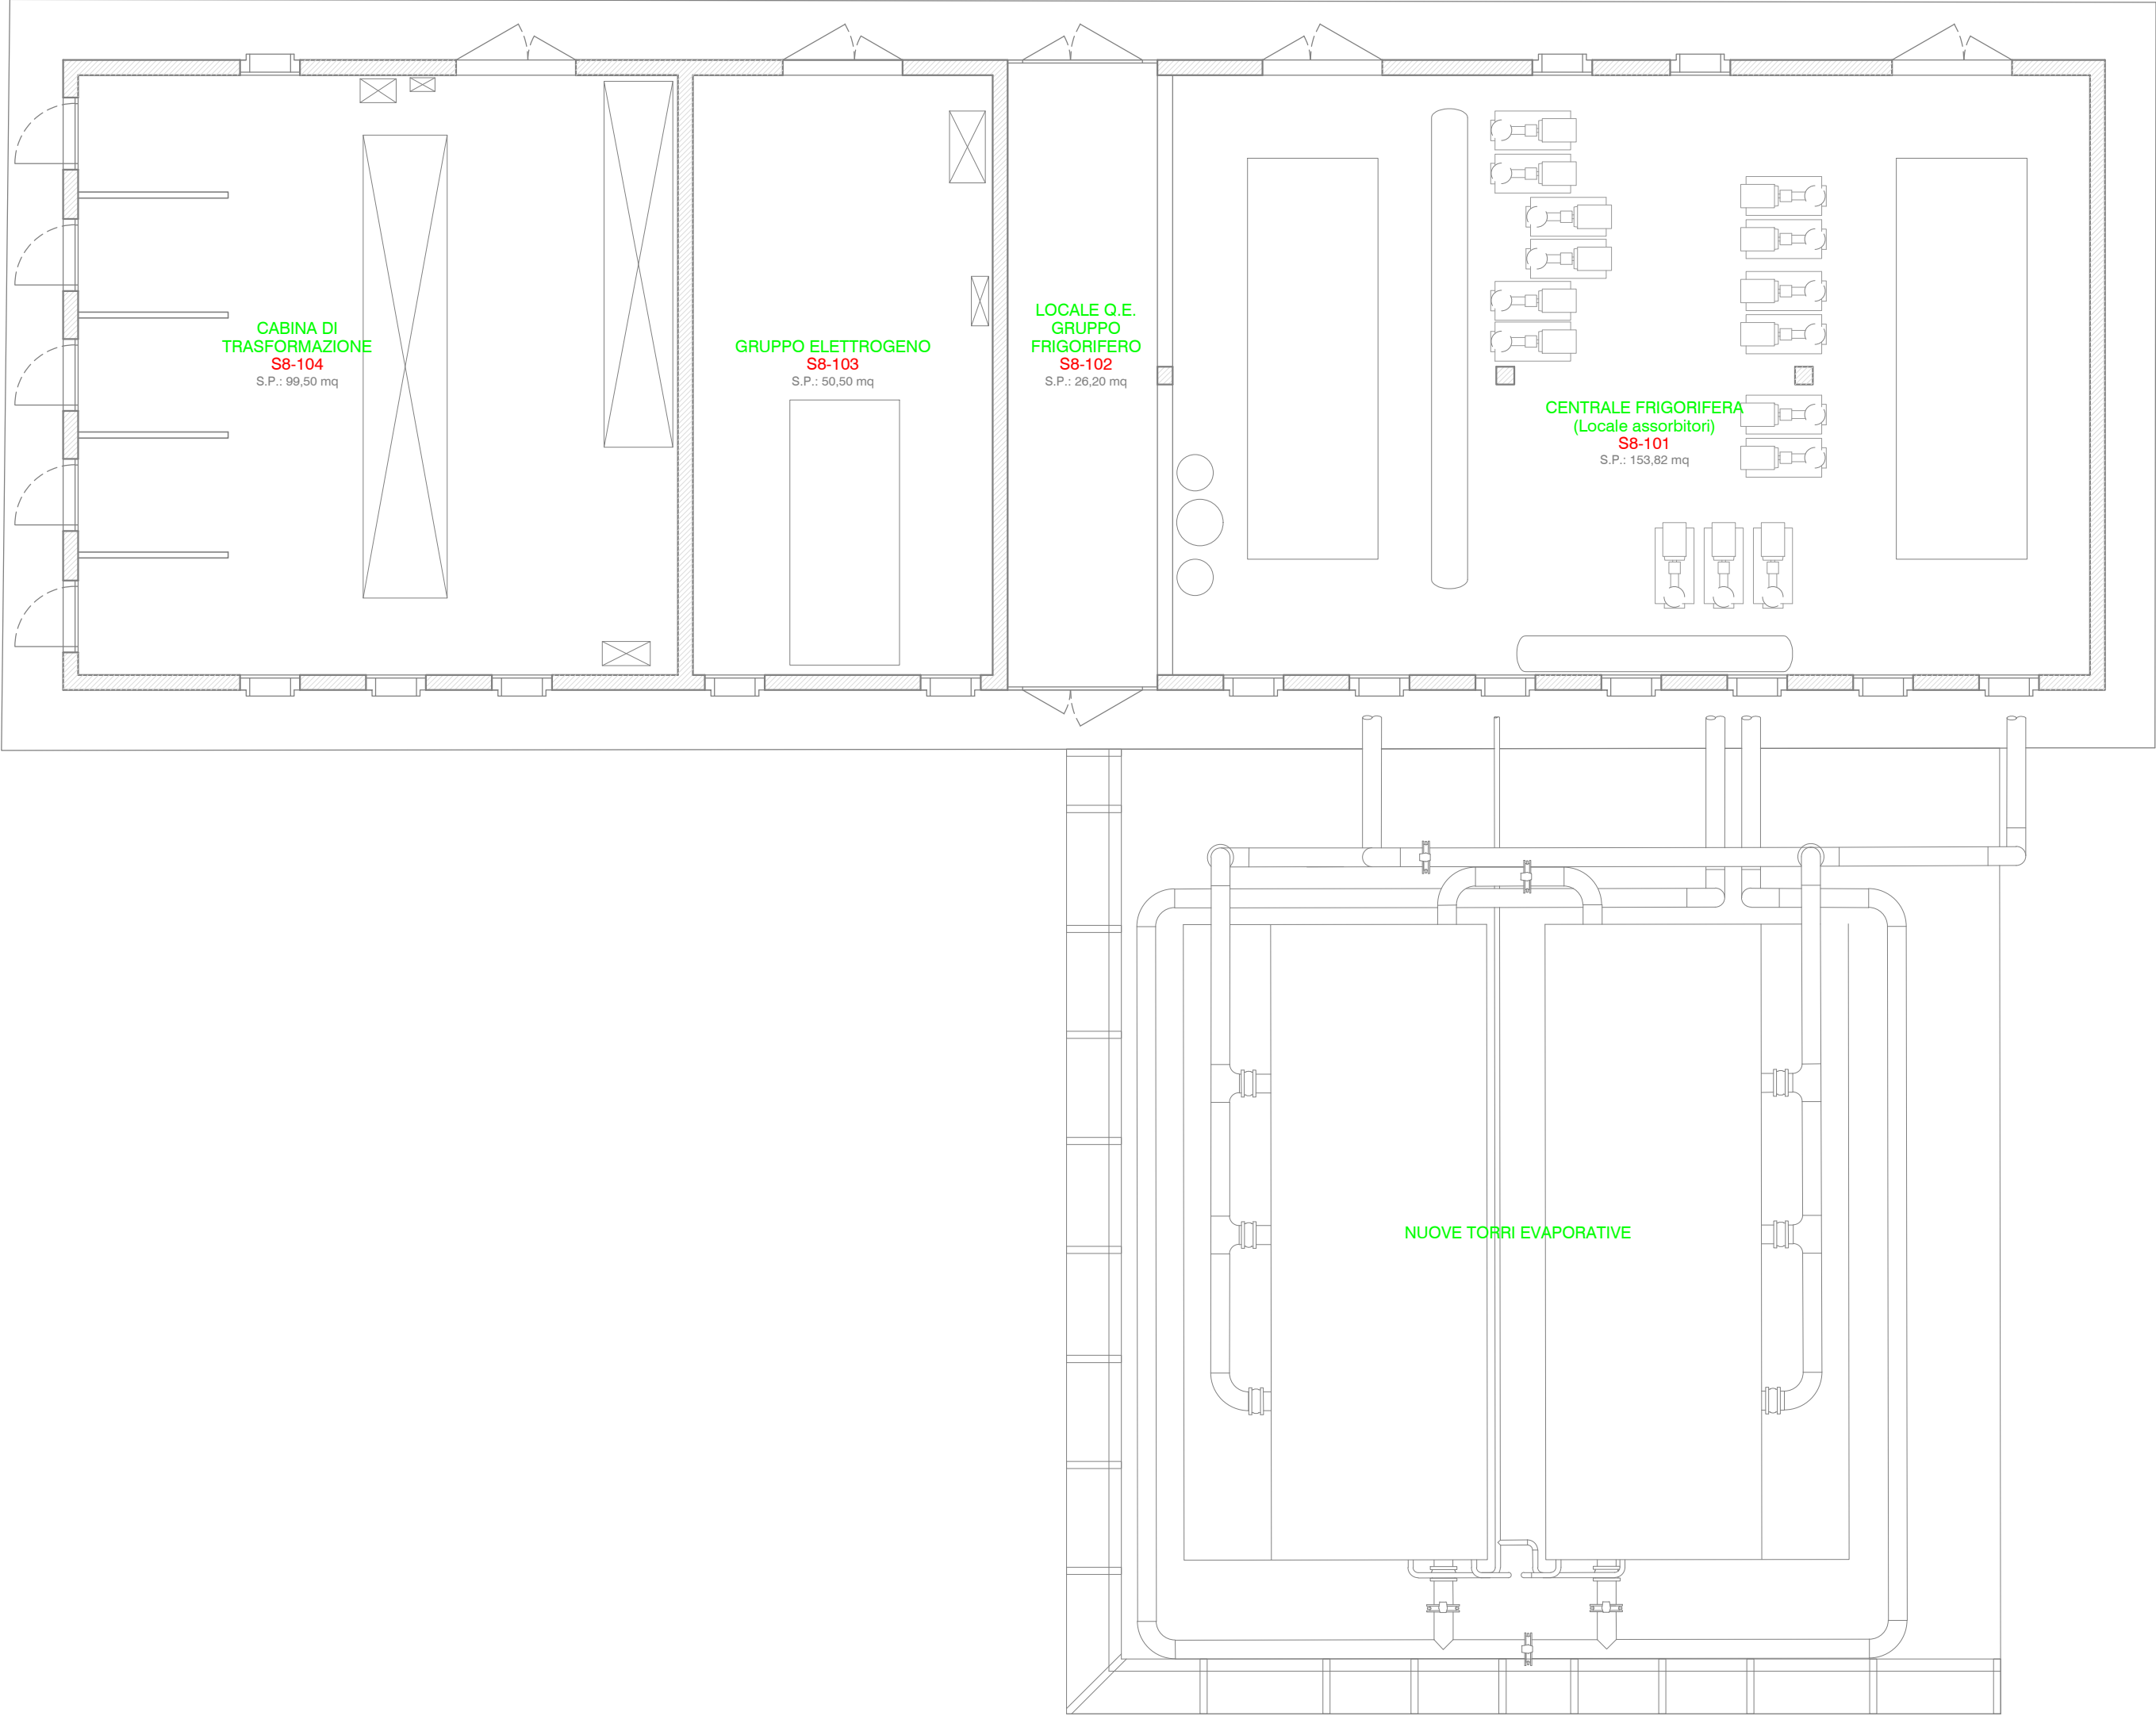 CABINA DI
TRASFORMAZIONE
S8-104
S.P.: 99,50 mq
GRUPPO ELETTROGENO
S8-103
S.P.: 50,50 mq
LOCALE Q.E.
GRUPPO
FRIGORIFERO
S8-102
S.P.: 26,20 mq
CENTRALE FRIGORIFERA
(Locale assorbitori)
S8-101
S.P.: 153,82 mq
NUOVE TORRI EVAPORATIVE